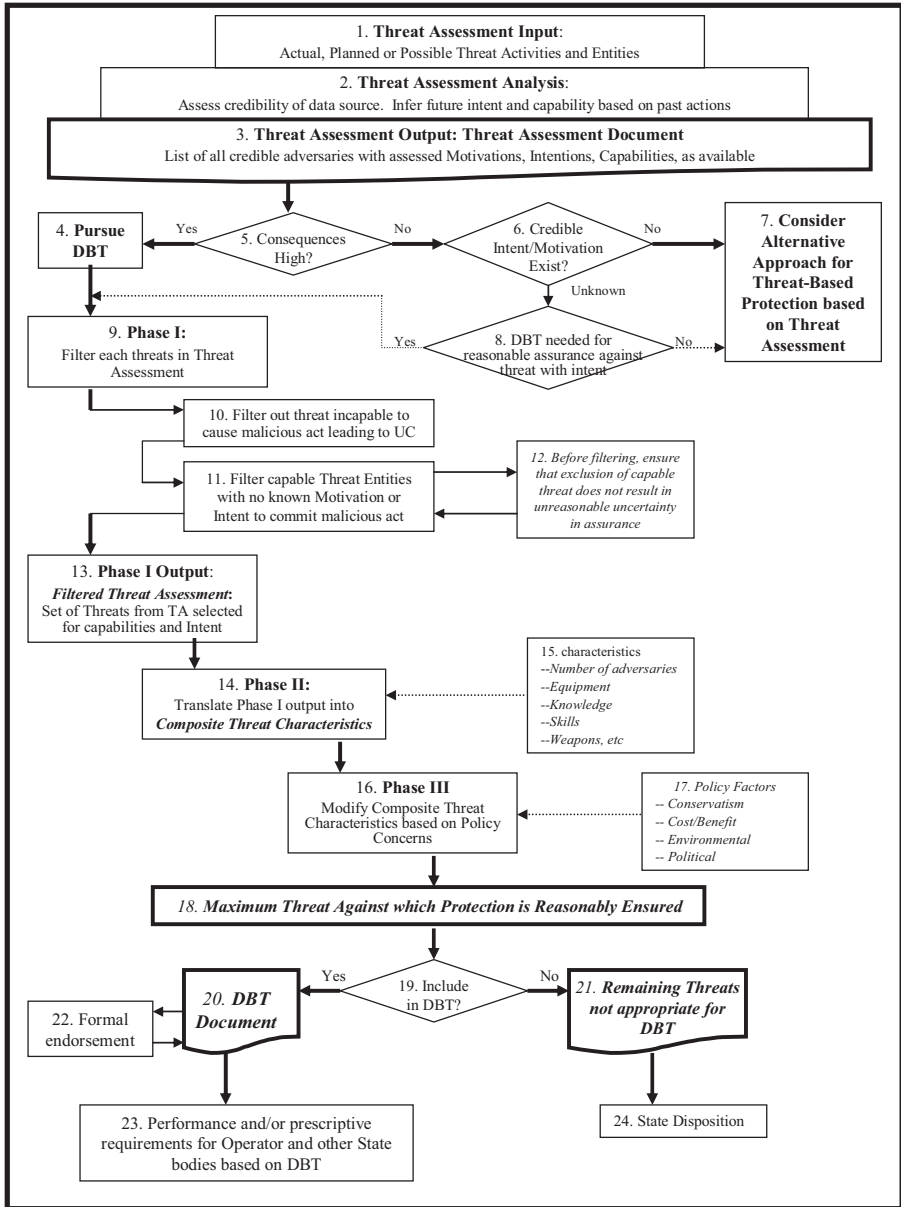 1. Threat Assessment Input:
Actual, Planned or Possible Threat Activities and Entities
2. Threat Assessment Analysis:
Assess credibility of data source. Infer future intent and capability based on past actions
3. Threat Assessment Output: Threat Assessment Document
List of all credible adversaries with assessed Motivations, Intentions, Capabilities, as available
4. Pursue
DBT
Yes
5. Consequences
High?
No
6. Credible
Intent/Motivation
Exist?
No
7. Consider
Alternative
Approach for
Threat-Based
Protection based
on Threat
Assessment
Unknown
Yes
8. DBT needed for
reasonable assurance against
threat with intent
No
9. Phase I:
Filter each threats in Threat
Assessment
10. Filter out threat incapable to
cause malicious act leading to UC
11. Filter capable Threat Entities
with no known Motivation or
Intent to commit malicious act
12. Before filtering, ensure
that exclusion of capable
threat does not result in
unreasonable uncertainty
in assurance
13. Phase I Output:
Filtered Threat Assessment:
Set of Threats from TA selected
for capabilities and Intent
14. Phase II:
Translate Phase I output into
Composite Threat Characteristics
15. characteristics
--Number of adversaries
--Equipment
--Knowledge
--Skills
--Weapons, etc
16. Phase III
Modify Composite Threat
Characteristics based on Policy
Concerns
17. Policy Factors
-- Conservatism
-- Cost/Benefit
-- Environmental
-- Political
18. Maximum Threat Against which Protection is Reasonably Ensured
Yes
19. Include
in DBT?
No
20. DBT
Document
21. Remaining Threats
not appropriate for
DBT
22. Formal
endorsement
23. Performance and/or prescriptive
requirements for Operator and other State
bodies based on DBT
24. State Disposition